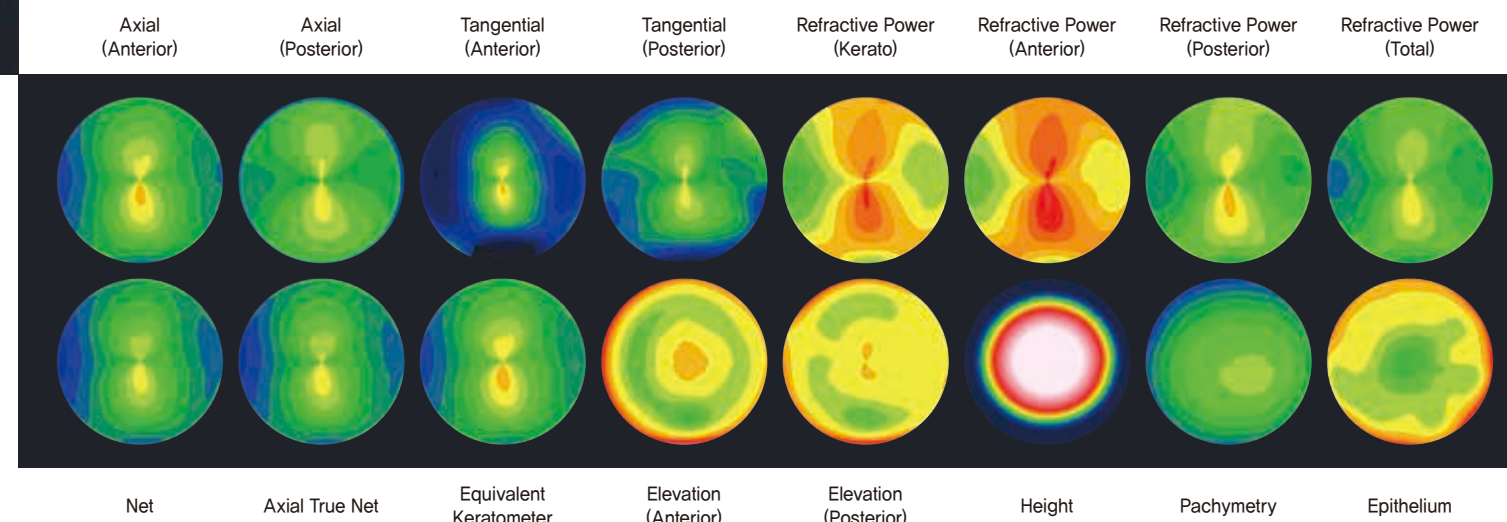 Axial
(Anterior)
Axial
(Posterior)
Tangential
(Anterior)
Tangential
(Posterior)
Refractive Power
(Kerato)
Refractive Power
(Anterior)
Refractive Power
(Posterior)
Refractive Power
(Total)
Net
Axial True Net
Equivalent
Keratometer
Elevation
(Anterior)
Elevation
(Posterior)
Height
Pachymetry
Epithelium